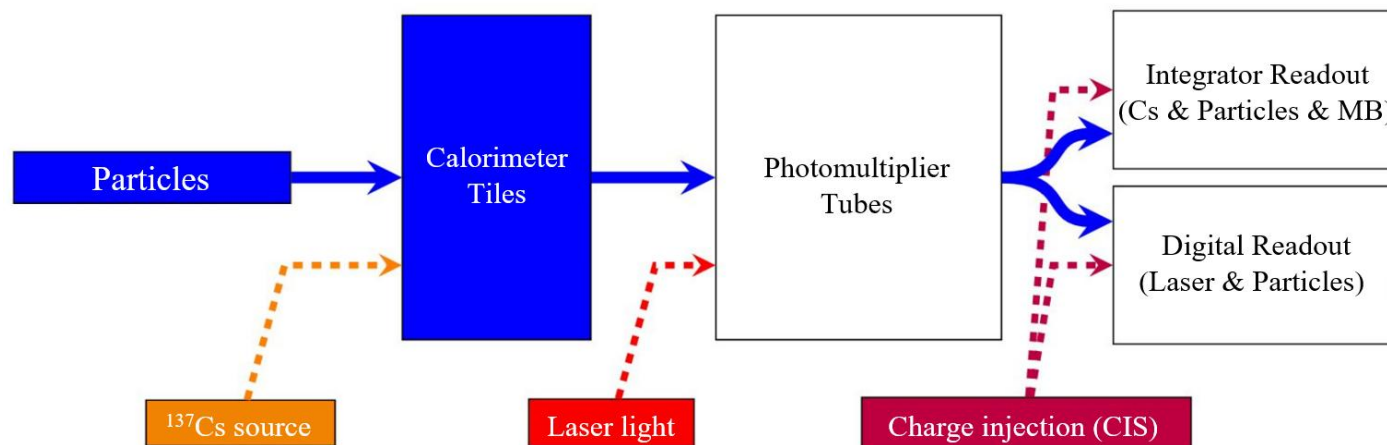 Particles
Calorimeter
Tiles
Photomultiplier
Tubes
Integrator Readout
(Cs & Particles & MB)
Digital Readout
(Laser & Particles)
¹³⁷Cs source
Laser light
Charge injection (CIS)